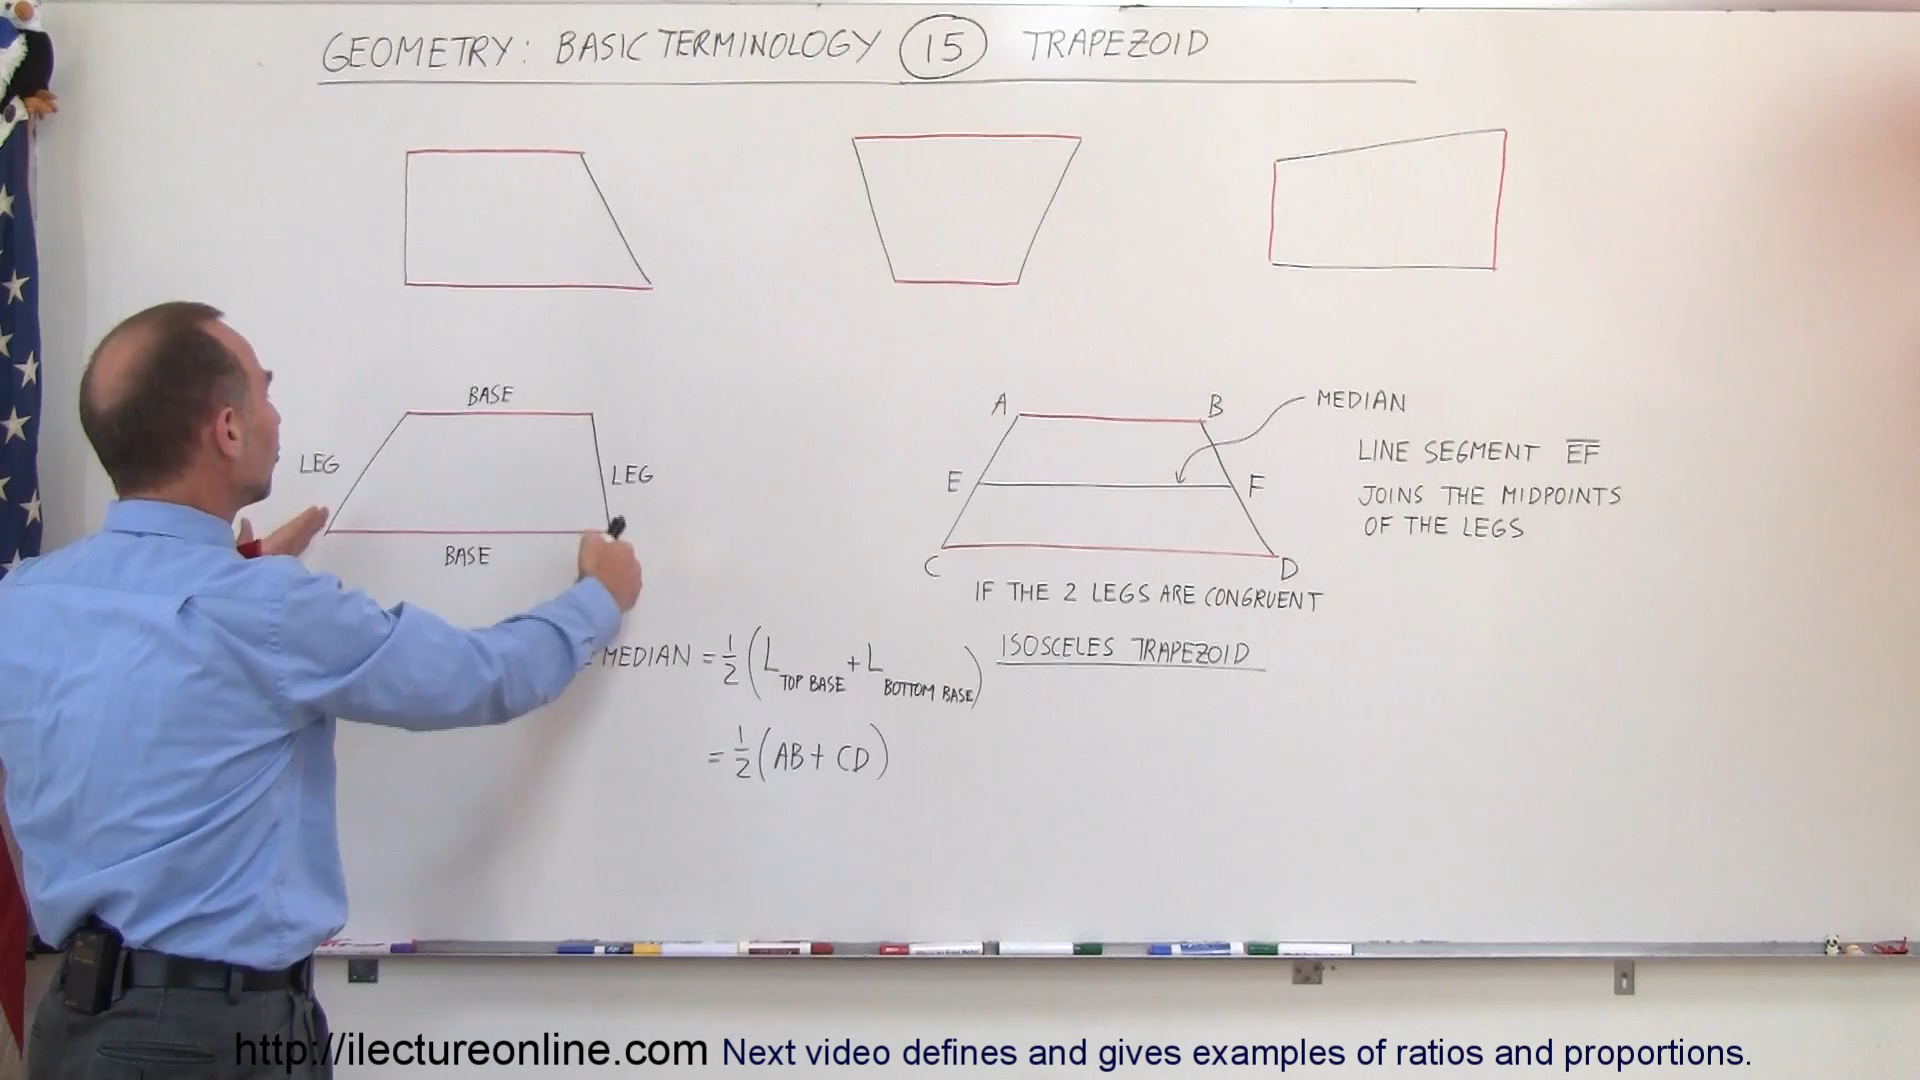 GEOMETRY: BASIC TERMINOLOGY 15 TRAPEZOID
BASE
LEG
LEG
BASE
A
B
MEDIAN
E
F
C
D
LINE SEGMENT EF
JOINS THE MIDPOINTS
OF THE LEGS
IF THE 2 LEGS ARE CONGRUENT
ISOSCELES TRAPEZOID
MEDIAN = 1/2 (L TOP BASE + L BOTTOM BASE)
= 1/2 (AB + CD)
http://ilectureonline.com Next video defines and gives examples of ratios and proportions.